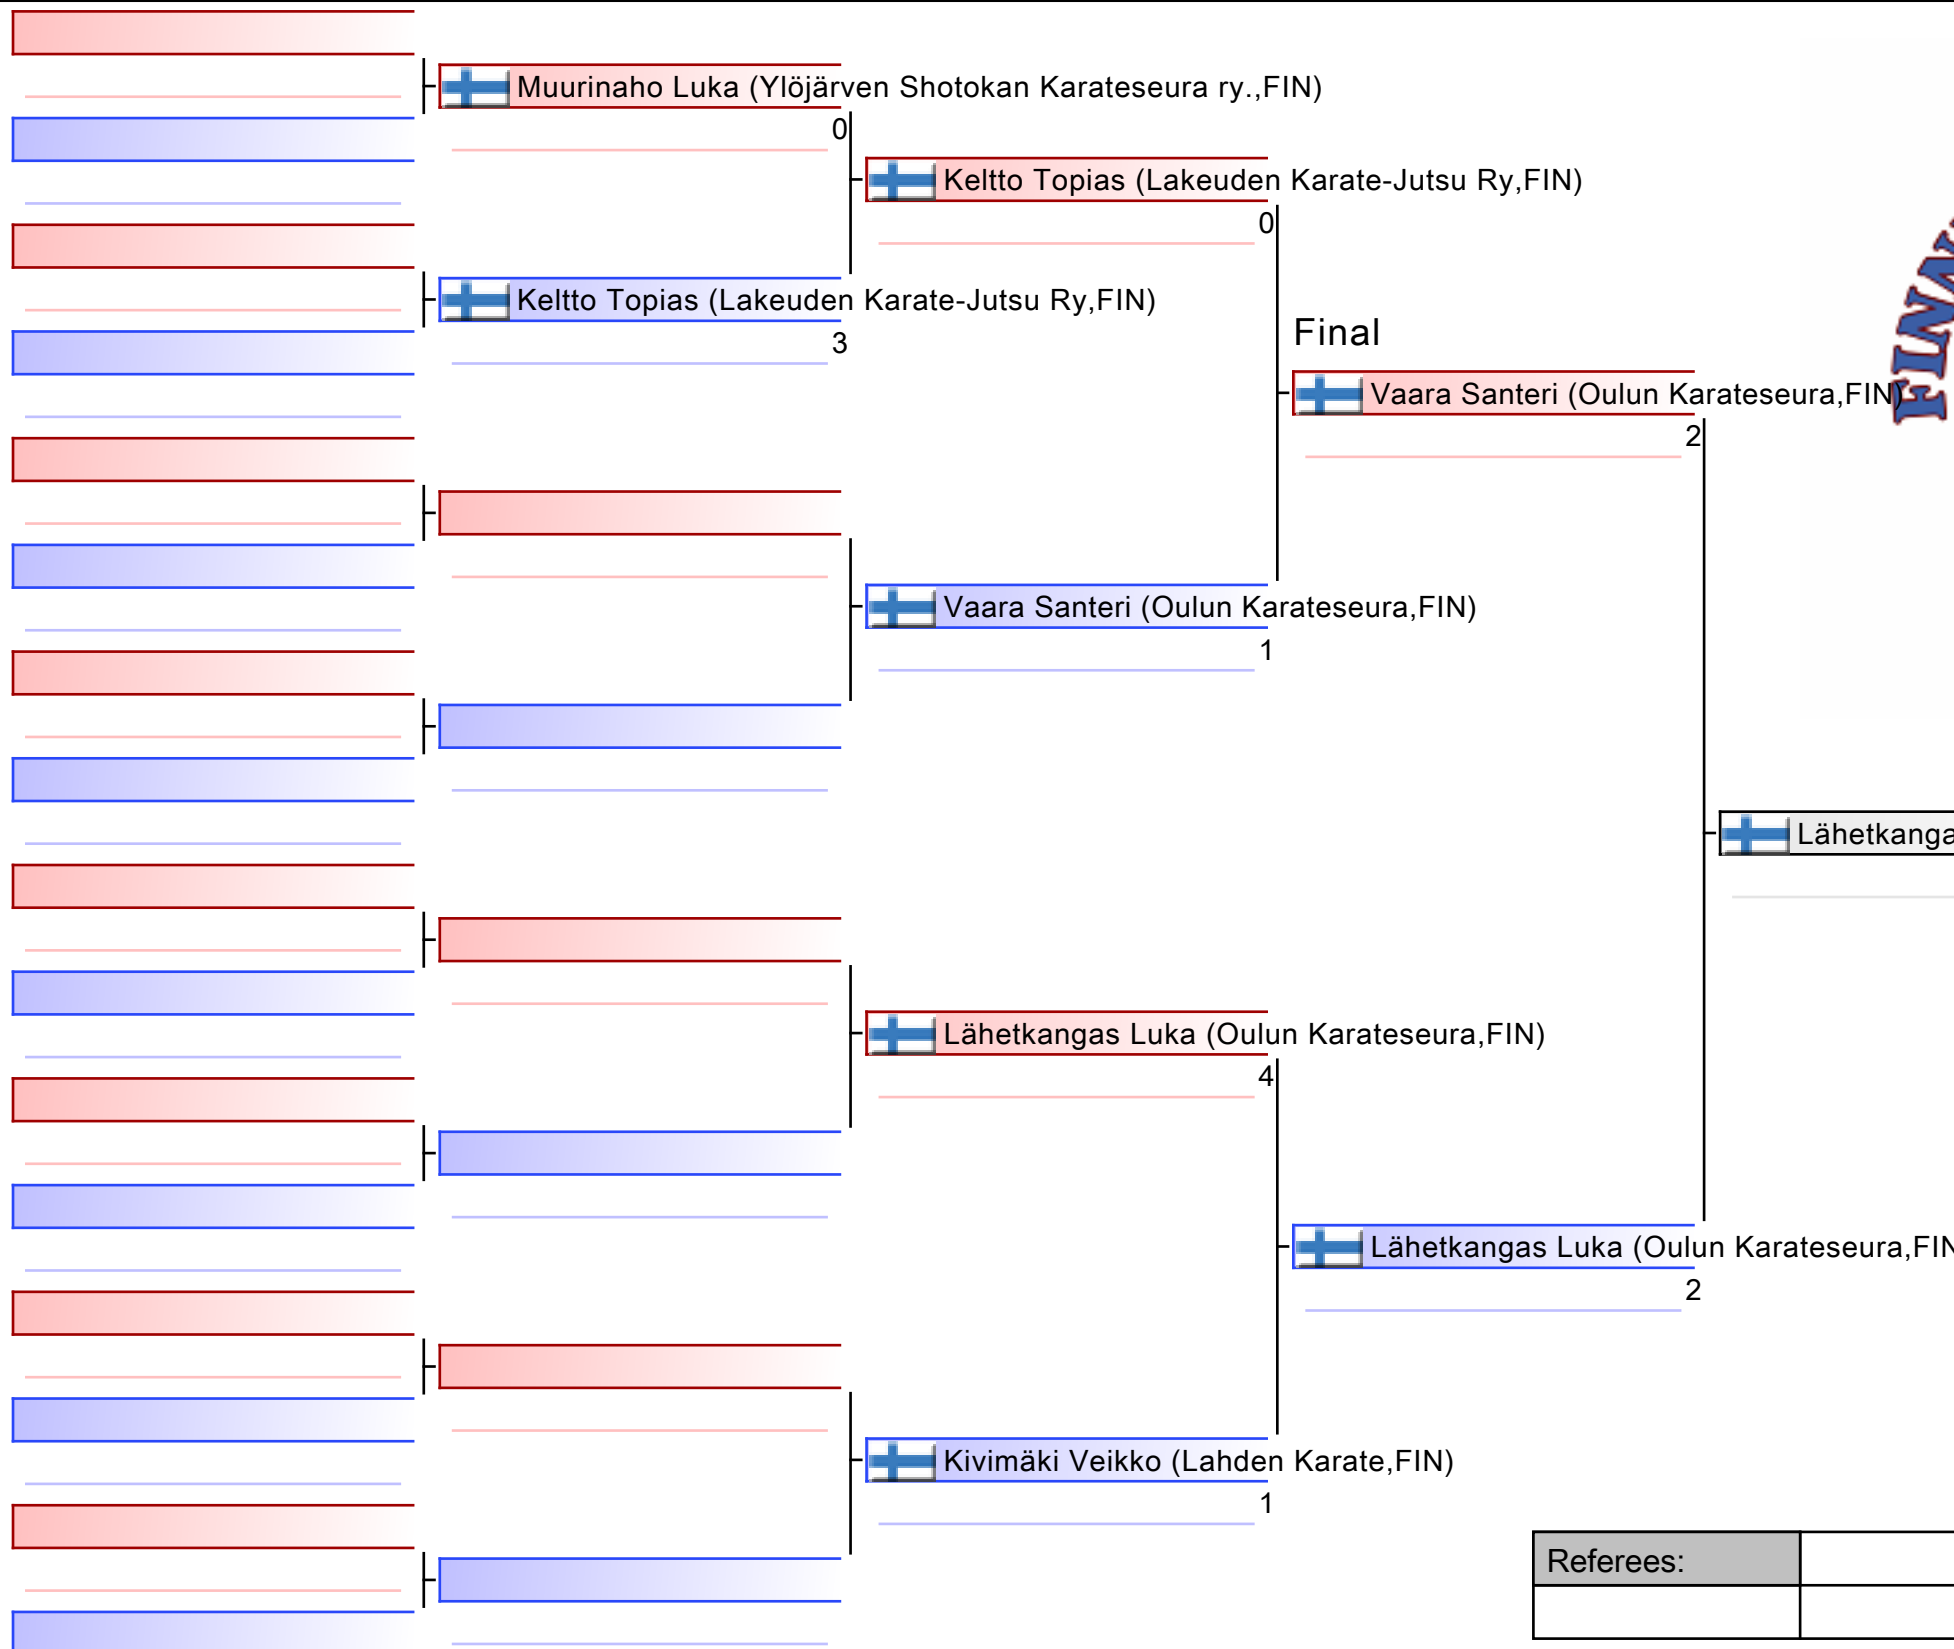 Muurinaho Luka (Ylöjärven Shotokan Karateseura ry.,FIN)
0
Keltto Topias (Lakeuden Karate-Jutsu Ry,FIN)
0
Keltto Topias (Lakeuden Karate-Jutsu Ry,FIN)
3
Final
Vaara Santeri (Oulun Karateseura,FIN)
2
Vaara Santeri (Oulun Karateseura,FIN)
1
Lähetkanga
Lähetkangas Luka (Oulun Karateseura,FIN)
4
Lähetkangas Luka (Oulun Karateseura,FIN
2
Kivimäki Veikko (Lahden Karate,FIN)
1
Referees: